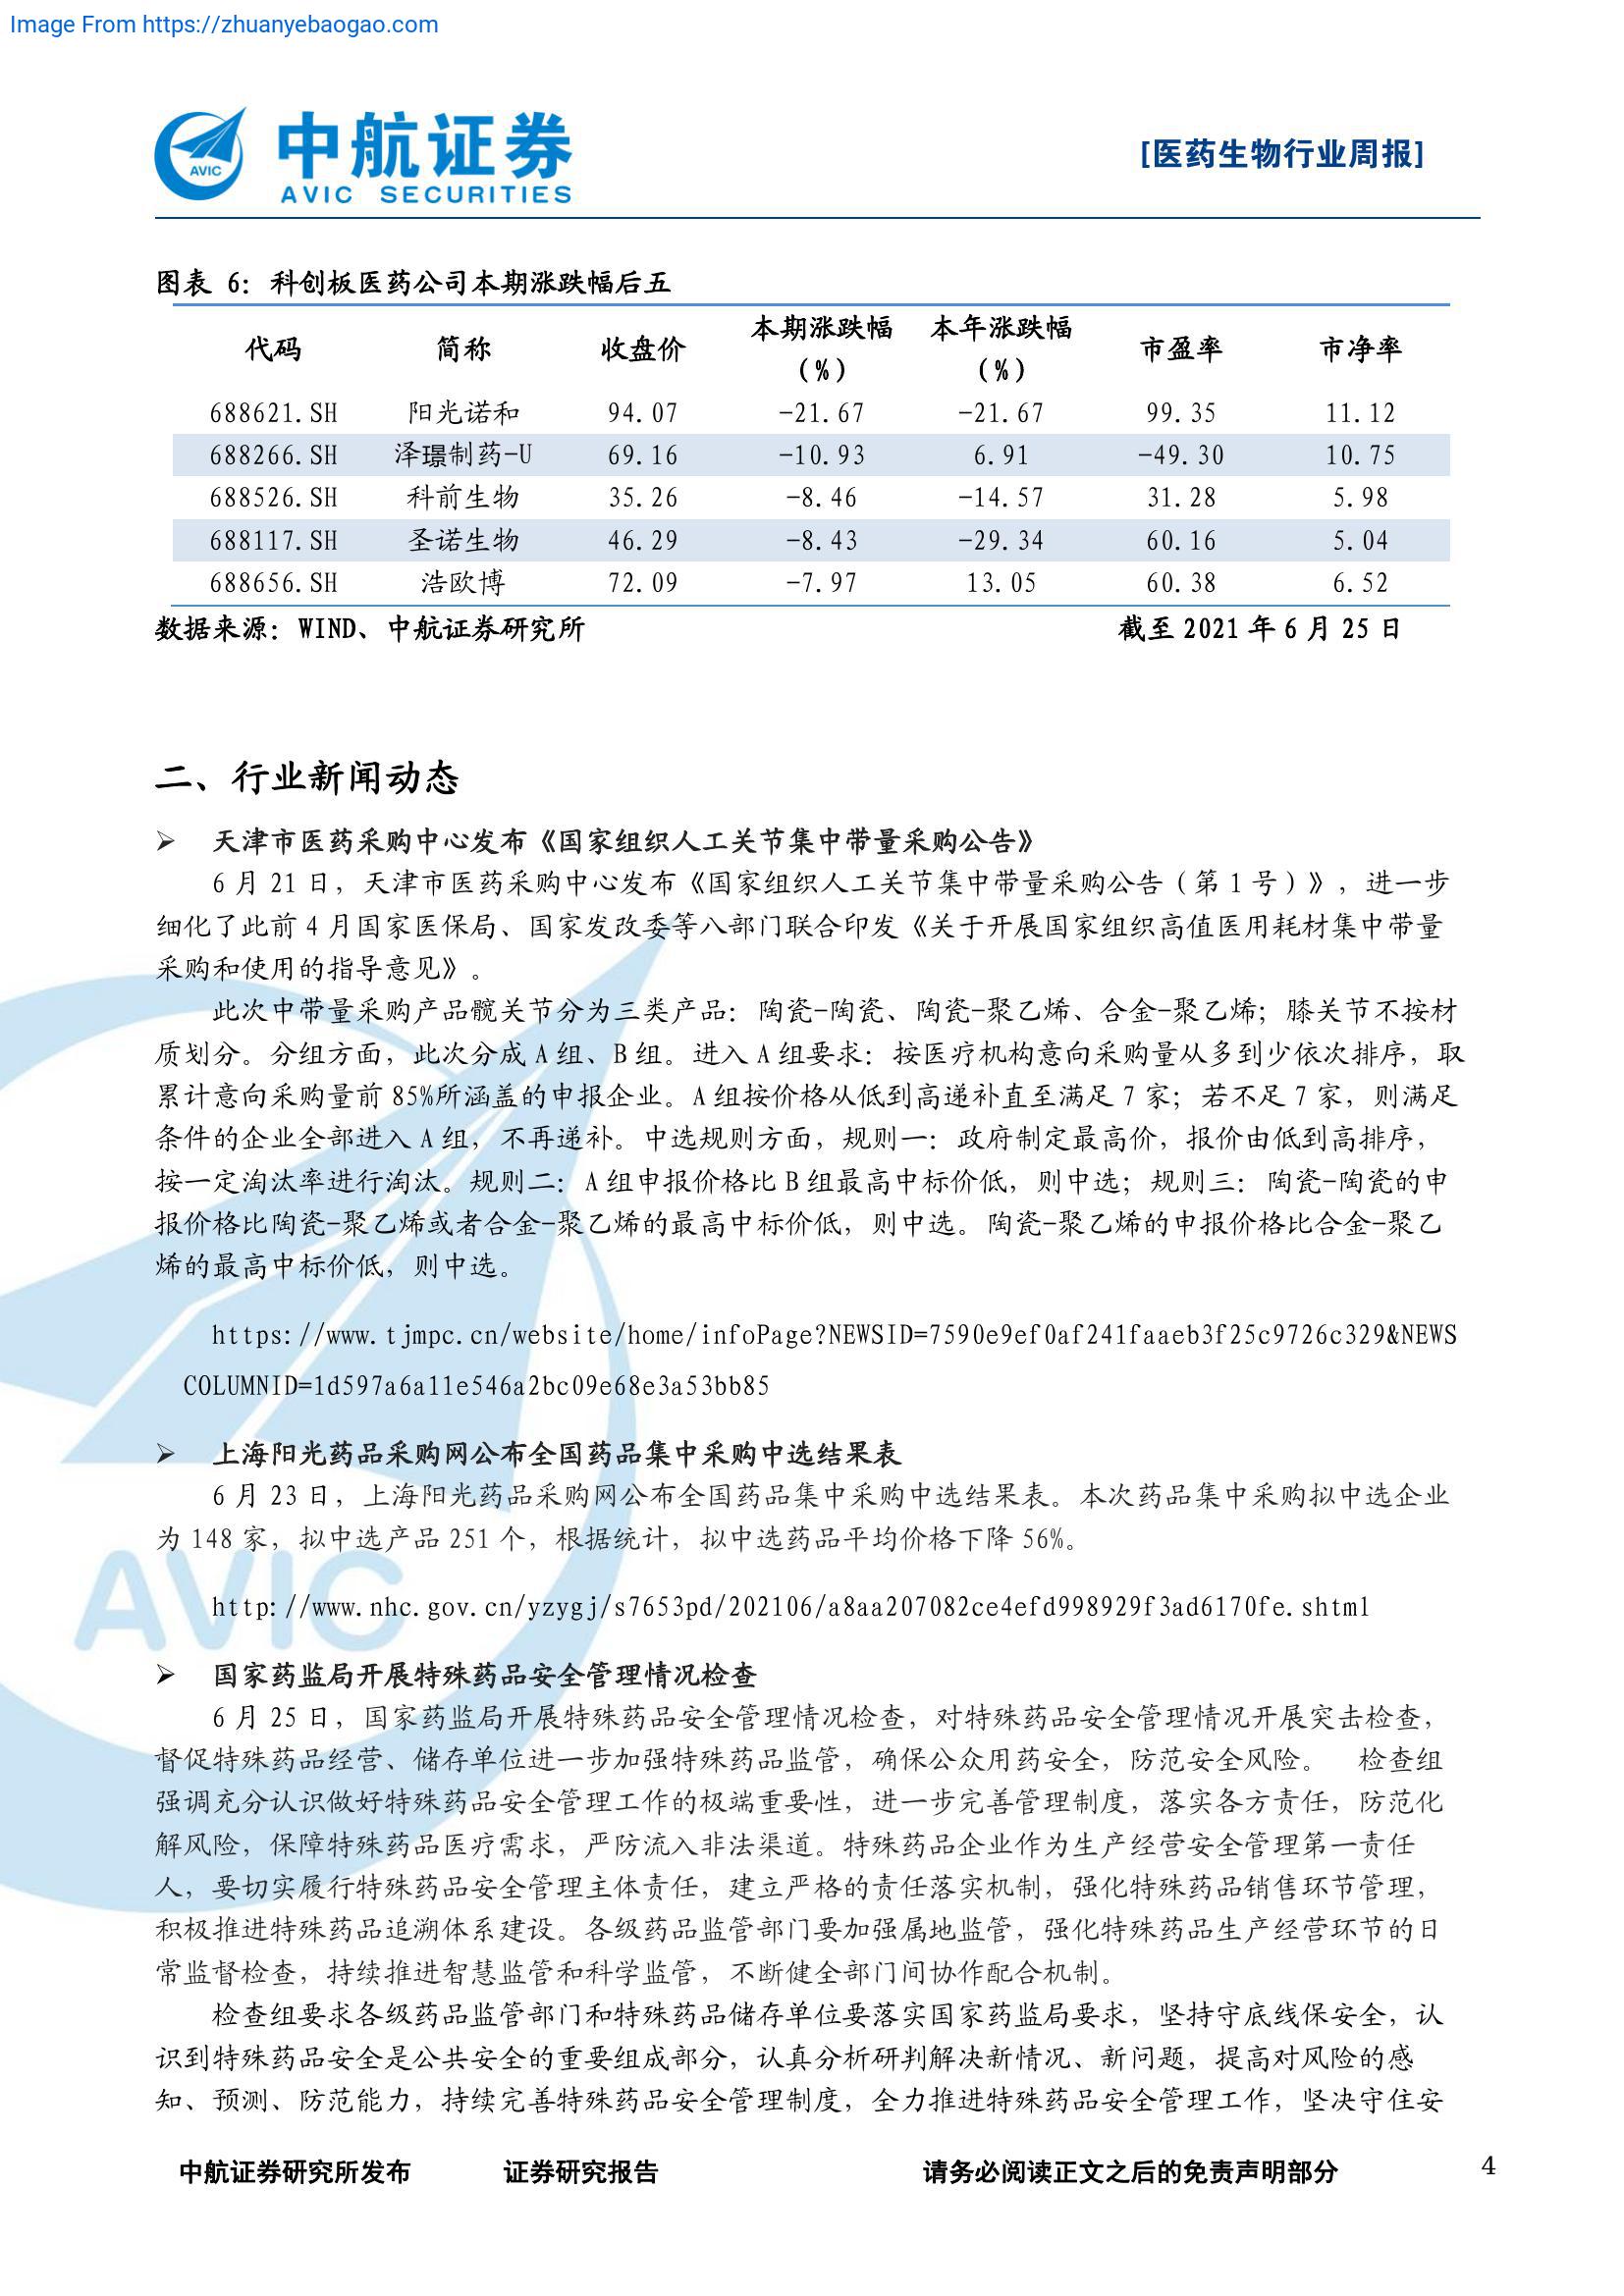 Image From https://zhuanyebaogao.com
AVIC
中航证券
AVIC SECURITIES
[医药生物行业周报]
图表 6：科创板医药公司本期涨跌幅后五
代码 简称 收盘价 本期涨跌幅（%） 本年涨跌幅（%） 市盈率 市净率
688621.SH 阳光诺和 94.07 -21.67 -21.67 99.35 11.12
688266.SH 泽璟制药-U 69.16 -10.93 6.91 -49.30 10.75
688526.SH 科前生物 35.26 -8.46 -14.57 31.28 5.98
688117.SH 圣诺生物 46.29 -8.43 -29.34 60.16 5.04
688656.SH 浩欧博 72.09 -7.97 13.05 60.38 6.52
数据来源：WIND、中航证券研究所 截至 2021 年 6 月 25 日
二、行业新闻动态
➢ 天津市医药采购中心发布《国家组织人工关节集中带量采购公告》
6 月 21 日，天津市医药采购中心发布《国家组织人工关节集中带量采购公告（第 1 号）》，进一步
细化了此前 4 月国家医保局、国家发改委等八部门联合印发《关于开展国家组织高值医用耗材集中带量
采购和使用的指导意见》。
此次中带量采购产品髋关节分为三类产品：陶瓷-陶瓷、陶瓷-聚乙烯、合金-聚乙烯；膝关节不按材
质划分。分组方面，此次分成 A 组、B 组。进入 A 组要求：按医疗机构意向采购量从多到少依次排序，取
累计意向采购量前 85%所涵盖的申报企业。A 组按价格从低到高递补直至满足 7 家；若不足 7 家，则满足
条件的企业全部进入 A 组，不再递补。中选规则方面，规则一：政府制定最高价，报价由低到高排序，
按一定淘汰率进行淘汰。规则二：A 组申报价格比 B 组最高中标价低，则中选；规则三：陶瓷-陶瓷的申
报价格比陶瓷-聚乙烯或者合金-聚乙烯的最高中标价低，则中选。陶瓷-聚乙烯的申报价格比合金-聚乙
烯的最高中标价低，则中选。
https://www.tjmpc.cn/website/home/infoPage?NEWSID=7590e9ef0af241faaeb3f25c9726c329&NEWS
COLUMNID=1d597a6a11e546a2bc09e68e3a53bb85
➢ 上海阳光药品采购网公布全国药品集中采购中选结果表
6 月 23 日，上海阳光药品采购网公布全国药品集中采购中选结果表。本次药品集中采购拟中选企业
为 148 家，拟中选产品 251 个，根据统计，拟中选药品平均价格下降 56%。
http://www.nhc.gov.cn/yzygj/s7653pd/202106/a8aa207082ce4efd998929f3ad6170fe.shtml
➢ 国家药监局开展特殊药品安全管理情况检查
6 月 25 日，国家药监局开展特殊药品安全管理情况检查，对特殊药品安全管理情况开展突击检查，
督促特殊药品经营、储存单位进一步加强特殊药品监管，确保公众用药安全，防范安全风险。 检查组
强调充分认识做好特殊药品安全管理工作的极端重要性，进一步完善管理制度，落实各方责任，防范化
解风险，保障特殊药品医疗需求，严防流入非法渠道。特殊药品企业作为生产经营安全管理第一责任
人，要切实履行特殊药品安全管理主体责任，建立严格的责任落实机制，强化特殊药品销售环节管理，
积极推进特殊药品追溯体系建设。各级药品监管部门要加强属地监管，强化特殊药品生产经营环节的日
常监督检查，持续推进智慧监管和科学监管，不断健全部门间协作配合机制。
检查组要求各级药品监管部门和特殊药品储存单位要落实国家药监局要求，坚持守底线保安全，认
识到特殊药品安全是公共安全的重要组成部分，认真分析研判解决新情况、新问题，提高对风险的感
知、预测、防范能力，持续完善特殊药品安全管理制度，全力推进特殊药品安全管理工作，坚决守住安
AVIC
中航证券研究所发布 证券研究报告 请务必阅读正文之后的免责声明部分 4